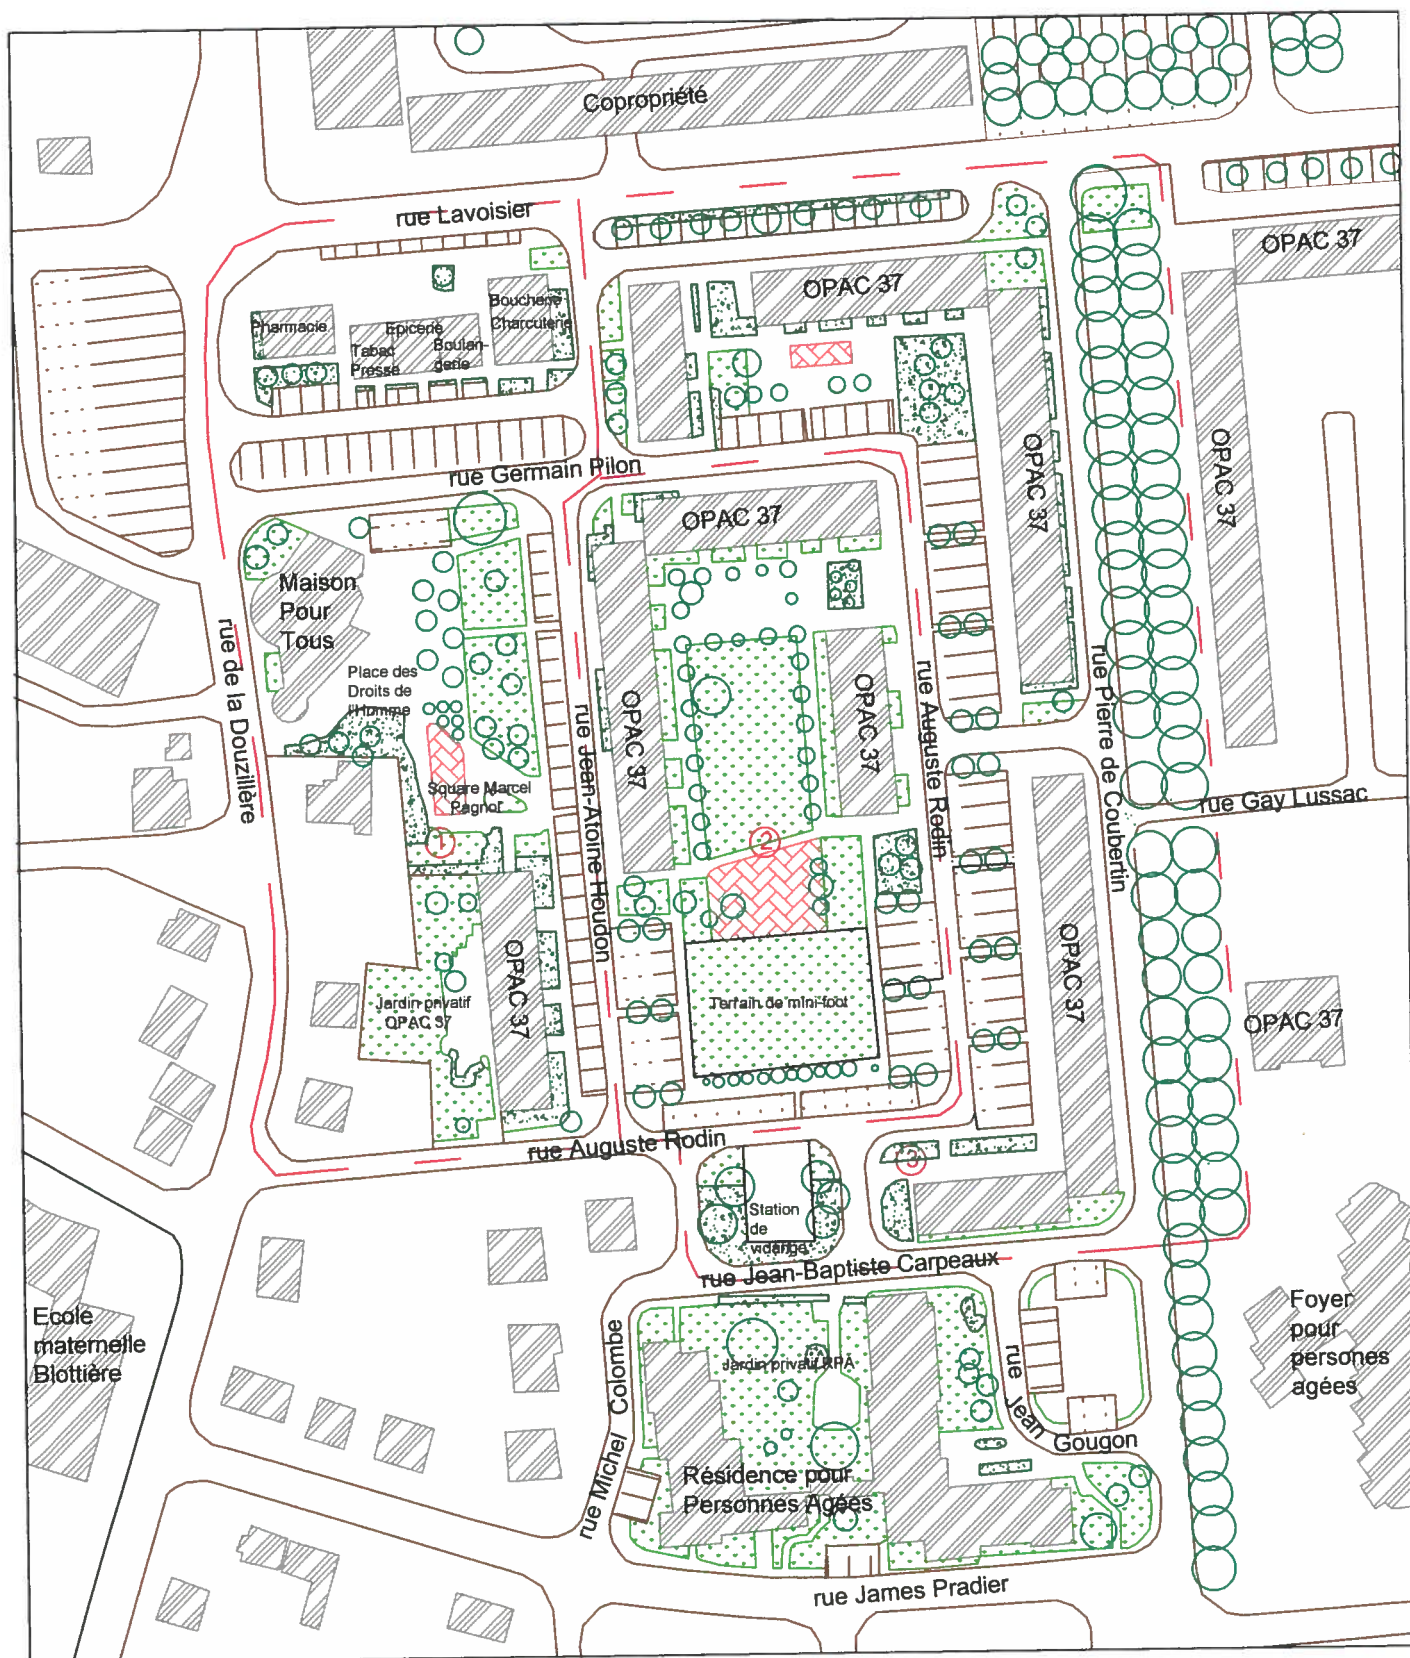 Copropriété
rue Lavoisier
OPAC 37
OPAC 37
Boucherie
Charcuterie
Pharmacie
Epicerie
Tabac
Presse
Boulan-
gerie
rue Germain Pilon
OPAC 37
OPAC 37
OPAC 37
Maison
Pour
Tous
Place des
Droits de
l'Homme
rue de la Douzillère
OPAC 37
OPAC 37
rue Jean-Atoine Houdon
rue Auguste Rodin
rue Pierre de Coubertin
Square Marcel
Pagnol
rue Gay Lussac
1
2
OPAC 37
OPAC 37
Jardin privatif
OPAC 37
Terrain de mini-foot
OPAC 37
rue Auguste Rodin
3
Station
de
vidange
rue Jean-Baptiste Carpeaux
Ecole
maternelle
Blottière
rue Michel Colombe
Jardin privatif RPA
rue Jean Gougon
Foyer
pour
persones
agées
Résidence pour
Personnes Agées
rue James Pradier